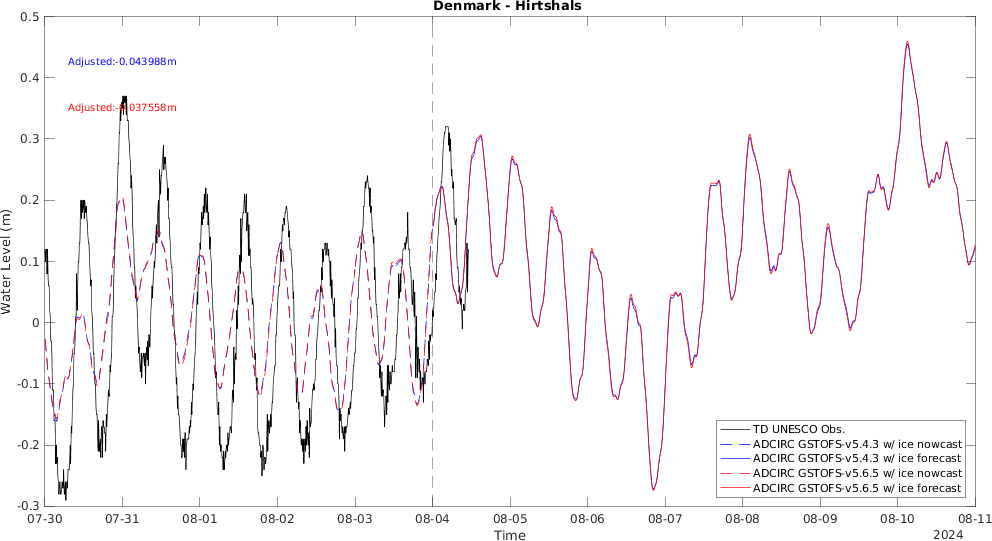 Denmark - Hirtshals
0.5
0.4
0.3
0.2
0.1
0
-0.1
-0.2
-0.3
Water Level (m)
Adjusted:-0.043988m
Adjusted:-0.037558m
TD UNESCO Obs.
ADCIRC GSTOFS-v5.4.3 w/ ice nowcast
ADCIRC GSTOFS-v5.4.3 w/ ice forecast
ADCIRC GSTOFS-v5.6.5 w/ ice nowcast
ADCIRC GSTOFS-v5.6.5 w/ ice forecast
07-30 07-31 08-01 08-02 08-03 08-04 08-05 08-06 08-07 08-08 08-09 08-10 08-11
Time
2024